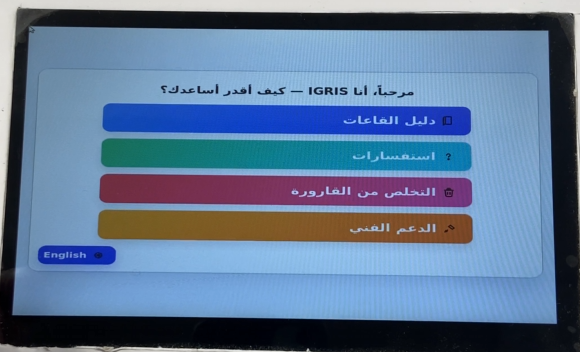 مرحباً، أنا IGRIS — كيف أقدر أساعدك؟
دليل القاعات
استفسارات
التخلص من القارورة
الدعم الفني
English